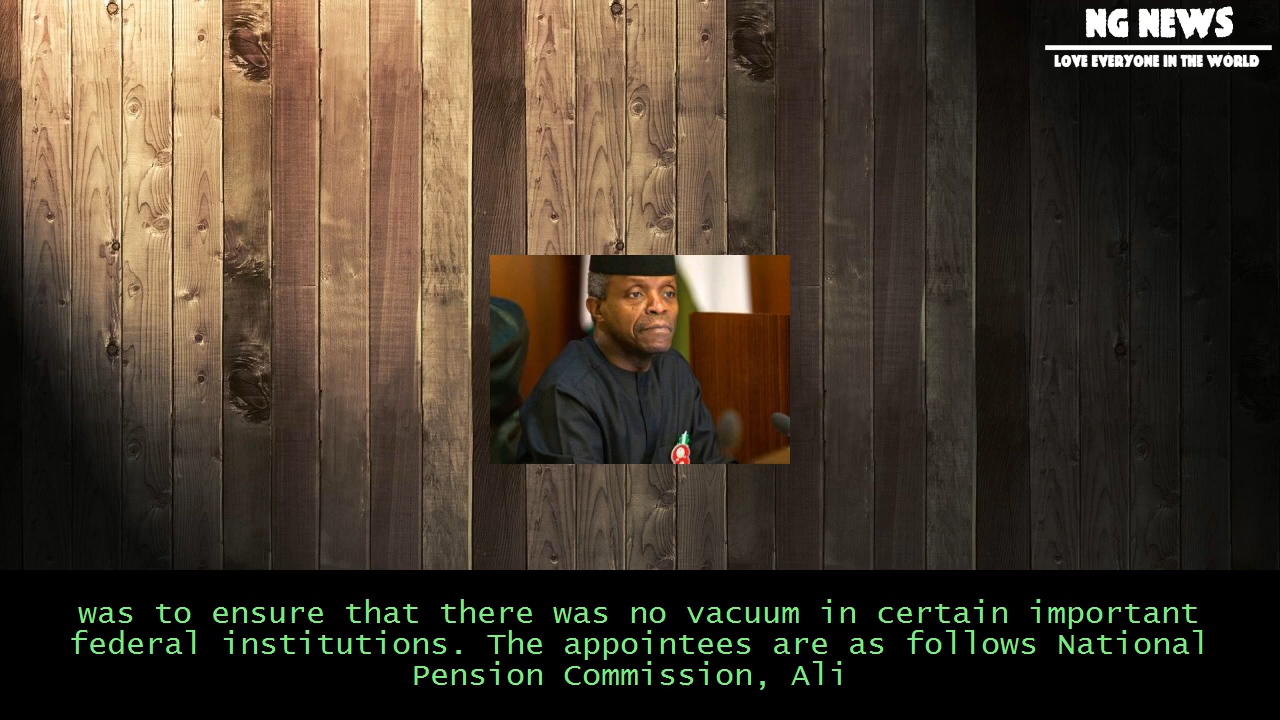 NG NEWS
LOVE EVERYONE IN THE WORLD
was to ensure that there was no vacuum in certain important
federal institutions. The appointees are as follows National
Pension Commission, Ali